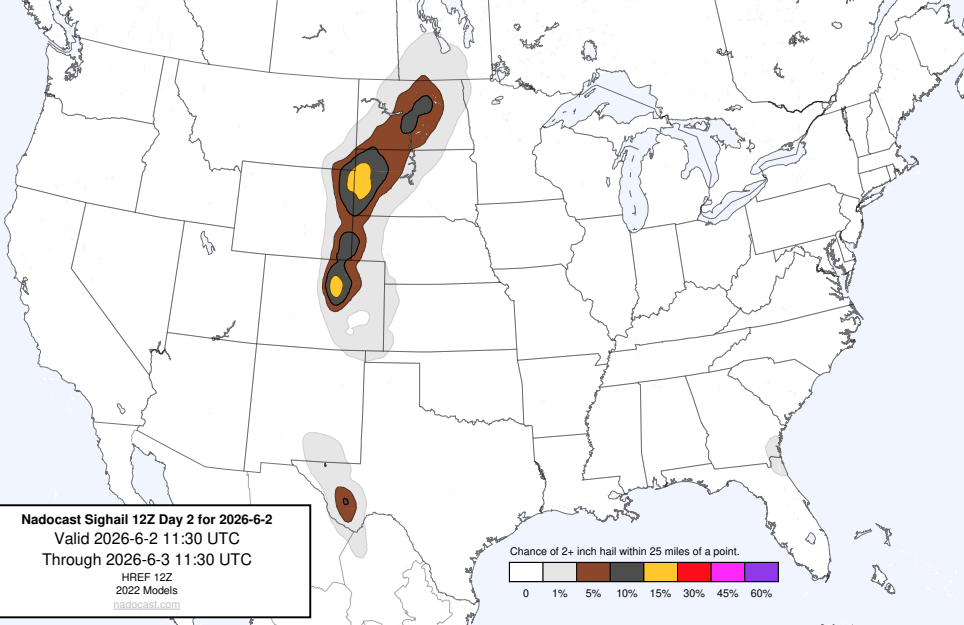 Nadocast Sighail 12Z Day 2 for 2026-6-2
Valid 2026-6-2 11:30 UTC
Through 2026-6-3 11:30 UTC
HREF 12Z
2022 Models
nadocast.com
Chance of 2+ inch hail within 25 miles of a point.
0 1% 5% 10% 15% 30% 45% 60%